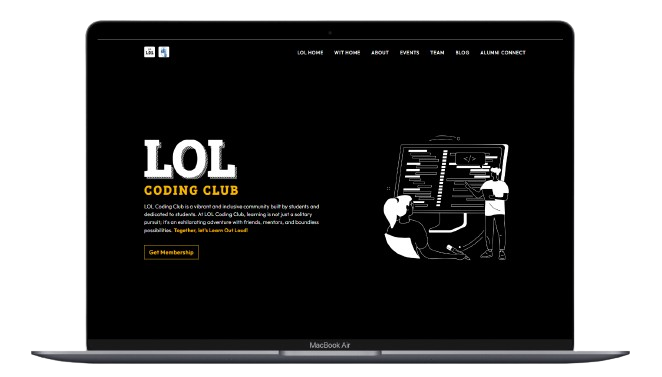 LOL
LOL HOME WIT HOME ABOUT EVENTS TEAM BLOG ALUMNI CONNECT
LOL
CODING CLUB
LOL Coding Club is a vibrant and inclusive community built by students and
dedicated to students. At LOL Coding Club, learning is not just a solitary
pursuit; it's an exhilarating adventure with friends, mentors, and boundless
possibilities. Together, let's Learn Out Loud!
</>
Get Membership
MacBook Air